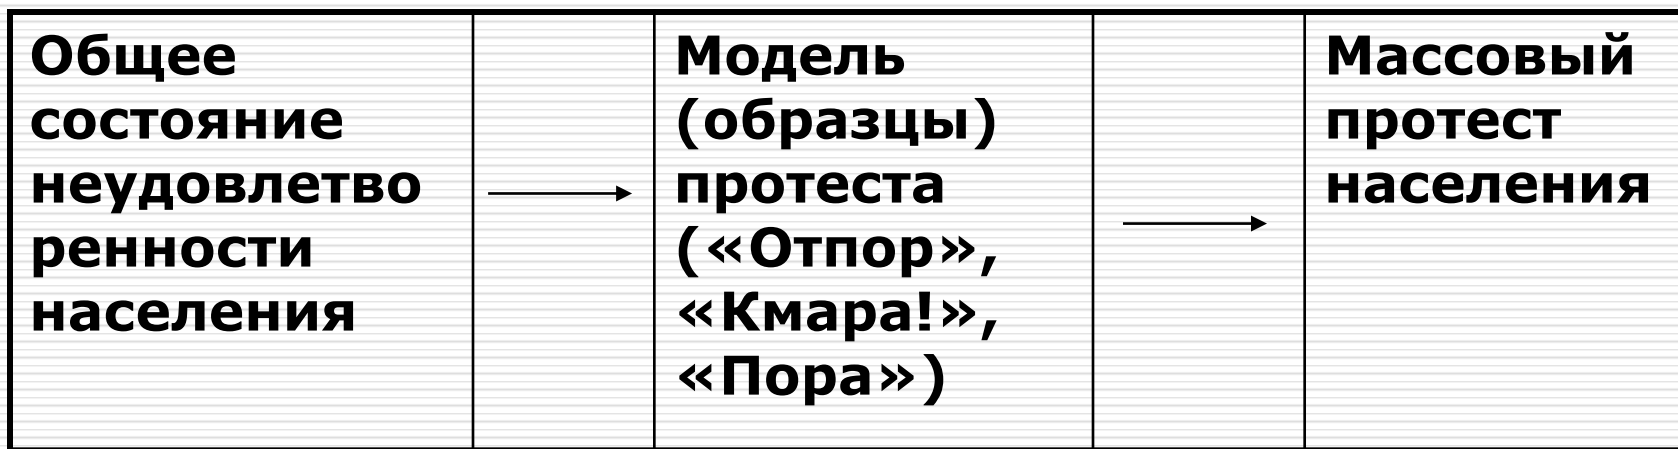 Общее
состояние
неудовлетво
ренности
населения
Модель
(образцы)
протеста
(«Отпор»,
«Кмара!»,
«Пора»)
Массовый
протест
населения